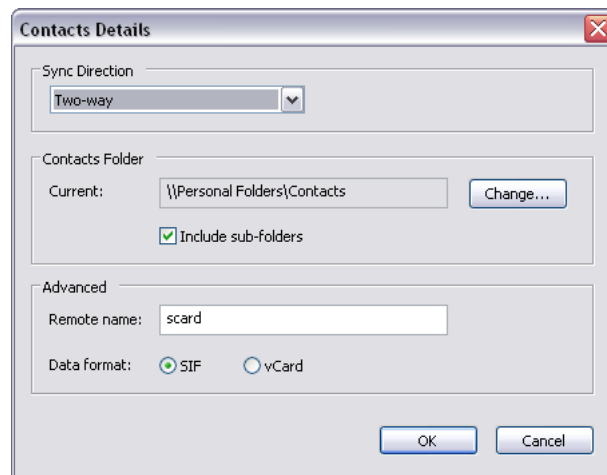 Contacts Details
Sync Direction
Two-way
Contacts Folder
Current: \\Personal Folders\Contacts Change...
Include sub-folders
Advanced
Remote name: scard
Data format: SIF vCard
OK Cancel